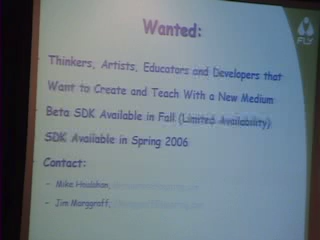 FLY
Wanted:
Thinkers, Artists, Educators and Developers that
Want to Create and Teach With a New Medium
Beta SDK Available in Fall (Limited Availability)
SDK Available in Spring 2006
Contact:
- Mike Houlahan,
- Jim Marggraff,